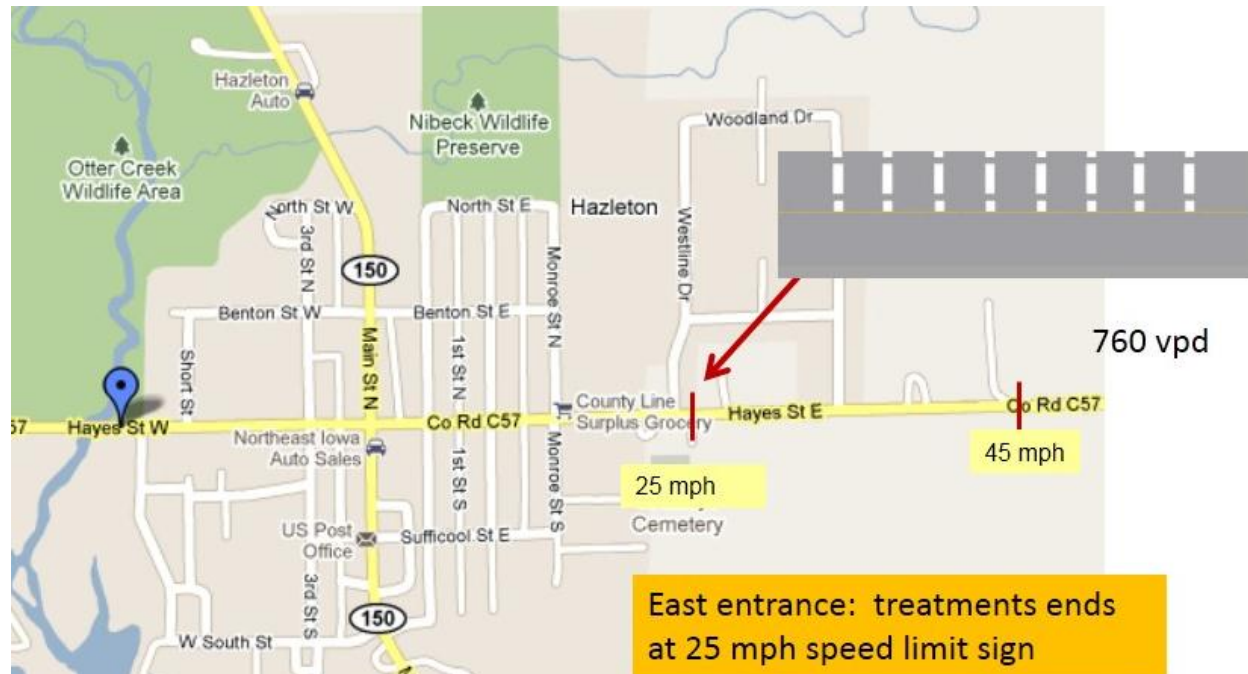 Hazleton
Auto
Nibeck Wildlife
Preserve
Woodland Dr
Otter Creek
Wildlife Area
North St W
North St E
Hazleton
3rd St N
Westline Dr
Monroe St N
150
Benton St W
Benton St E
760 vpd
Short St
Main St N
1st St N
County Line
Surplus Grocery
57
Hayes St W
Co Rd C57
Hayes St E
Co Rd C57
Northeast Iowa
Auto Sales
45 mph
25 mph
1st St S
Monroe St S
Cemetery
US Post
Office
Sufficool St E
3rd St S
150
W South St
East entrance:  treatments ends
at 25 mph speed limit sign